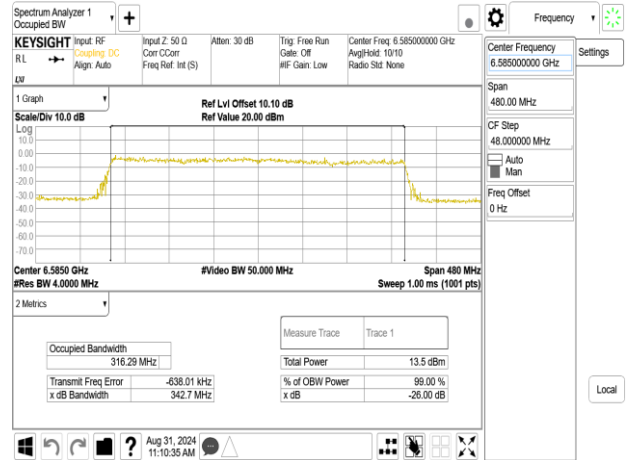 Spectrum Analyzer 1
Occupied BW
Frequency
KEYSIGHT
RL
Input: RF
Coupling: DC
Align: Auto
Input Z: 50 Ω
Corr CCorr
Freq Ref: Int (S)
Atten: 30 dB
Trig: Free Run
Gate: Off
#IF Gain: Low
Center Freq: 6.585000000 GHz
Avg|Hold: 10/10
Radio Std: None
Center Frequency
6.585000000 GHz
Settings
Span
480.00 MHz
CF Step
48.000000 MHz
Auto
Man
Freq Offset
0 Hz
1 Graph
Ref Lvl Offset 10.10 dB
Scale/Div 10.0 dB
Ref Value 20.00 dBm
Log
10.0
0.00
-10.0
-20.0
-30.0
-40.0
-50.0
-60.0
-70.0
Center 6.5850 GHz
#Video BW 50.000 MHz
Span 480 MHz
#Res BW 4.0000 MHz
Sweep 1.00 ms (1001 pts)
2 Metrics
Measure Trace
Trace 1
Occupied Bandwidth
316.29 MHz
Total Power
13.5 dBm
Transmit Freq Error
-638.01 kHz
% of OBW Power
99.00 %
x dB Bandwidth
342.7 MHz
x dB
-26.00 dB
Local
?
Aug 31, 2024
11:10:35 AM